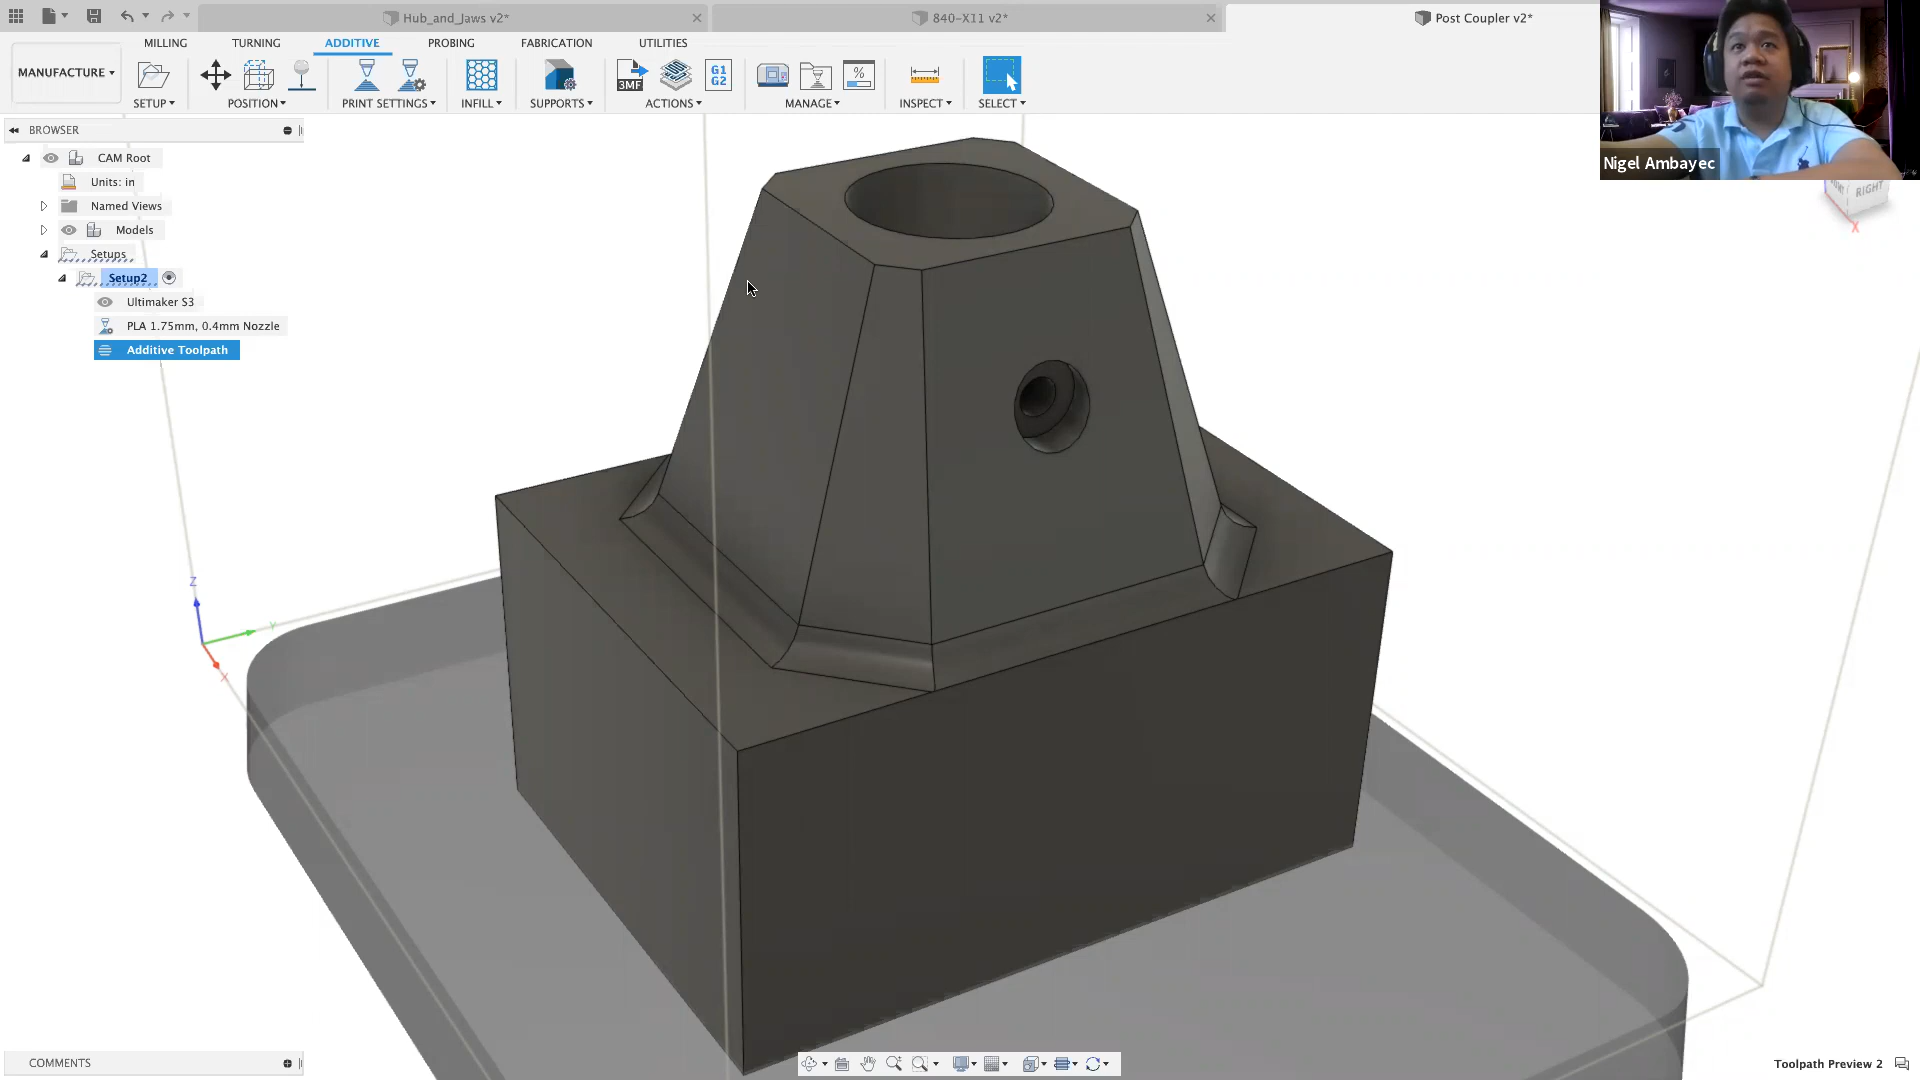 Hub_and_Jaws v2*
840-X11 v2*
Post Coupler v2*
MILLING
TURNING
ADDITIVE
PROBING
FABRICATION
UTILITIES
MANUFACTURE
3MF
G1
G2
%
SETUP
POSITION
PRINT SETTINGS
INFILL
SUPPORTS
ACTIONS
MANAGE
INSPECT
SELECT
Nigel Ambayec
BROWSER
CAM Root
Units: in
Named Views
Models
Setups
Setup2
Ultimaker S3
PLA 1.75mm, 0.4mm Nozzle
Additive Toolpath
RIGHT
X
Z
Y
X
COMMENTS
Toolpath Preview 2